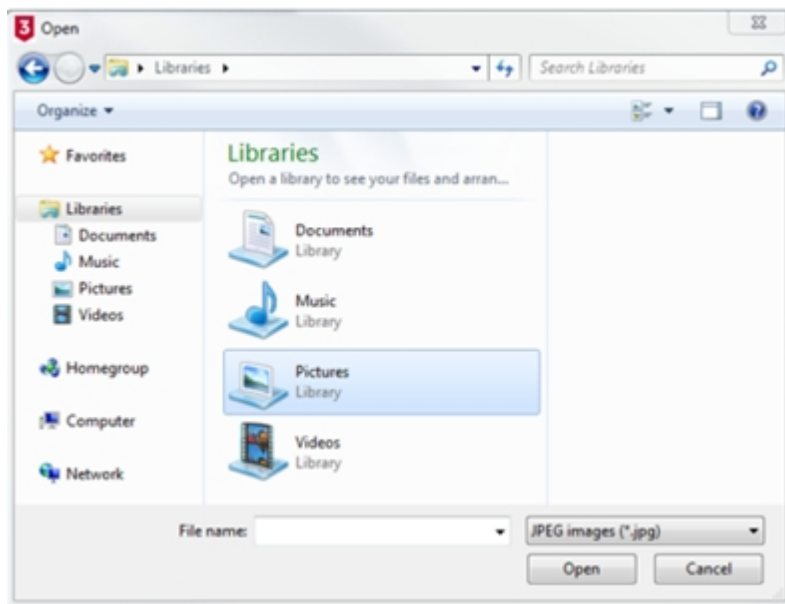 3 Open
Libraries
Search Libraries
Organize
Favorites
Libraries
Documents
Music
Pictures
Videos
Homegroup
Computer
Network
Libraries
Open a library to see your files and arran...
Documents
Library
Music
Library
Pictures
Library
Videos
Library
File name:
JPEG images (*.jpg)
Open
Cancel